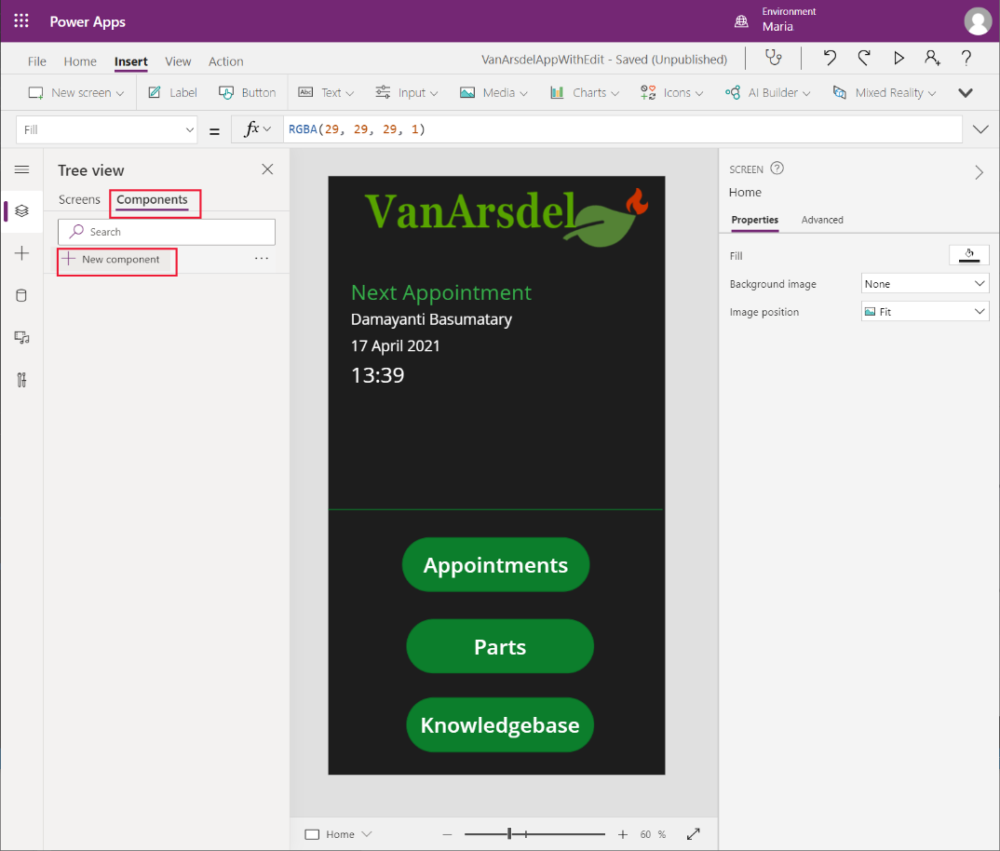 Power Apps
Environment
Maria
File Home Insert View Action
VanArsdelAppWithEdit - Saved (Unpublished)
New screen Label Button Abc Text Input Media Charts Icons AI Builder Mixed Reality
Fill = fx RGBA(29, 29, 29, 1)
Tree view
Screens Components
Search
New component
VanArsdel
Next Appointment
Damayanti Basumatary
17 April 2021
13:39
Appointments
Parts
Knowledgebase
Home
60 %
SCREEN
Home
Properties Advanced
Fill
Background image None
Image position Fit